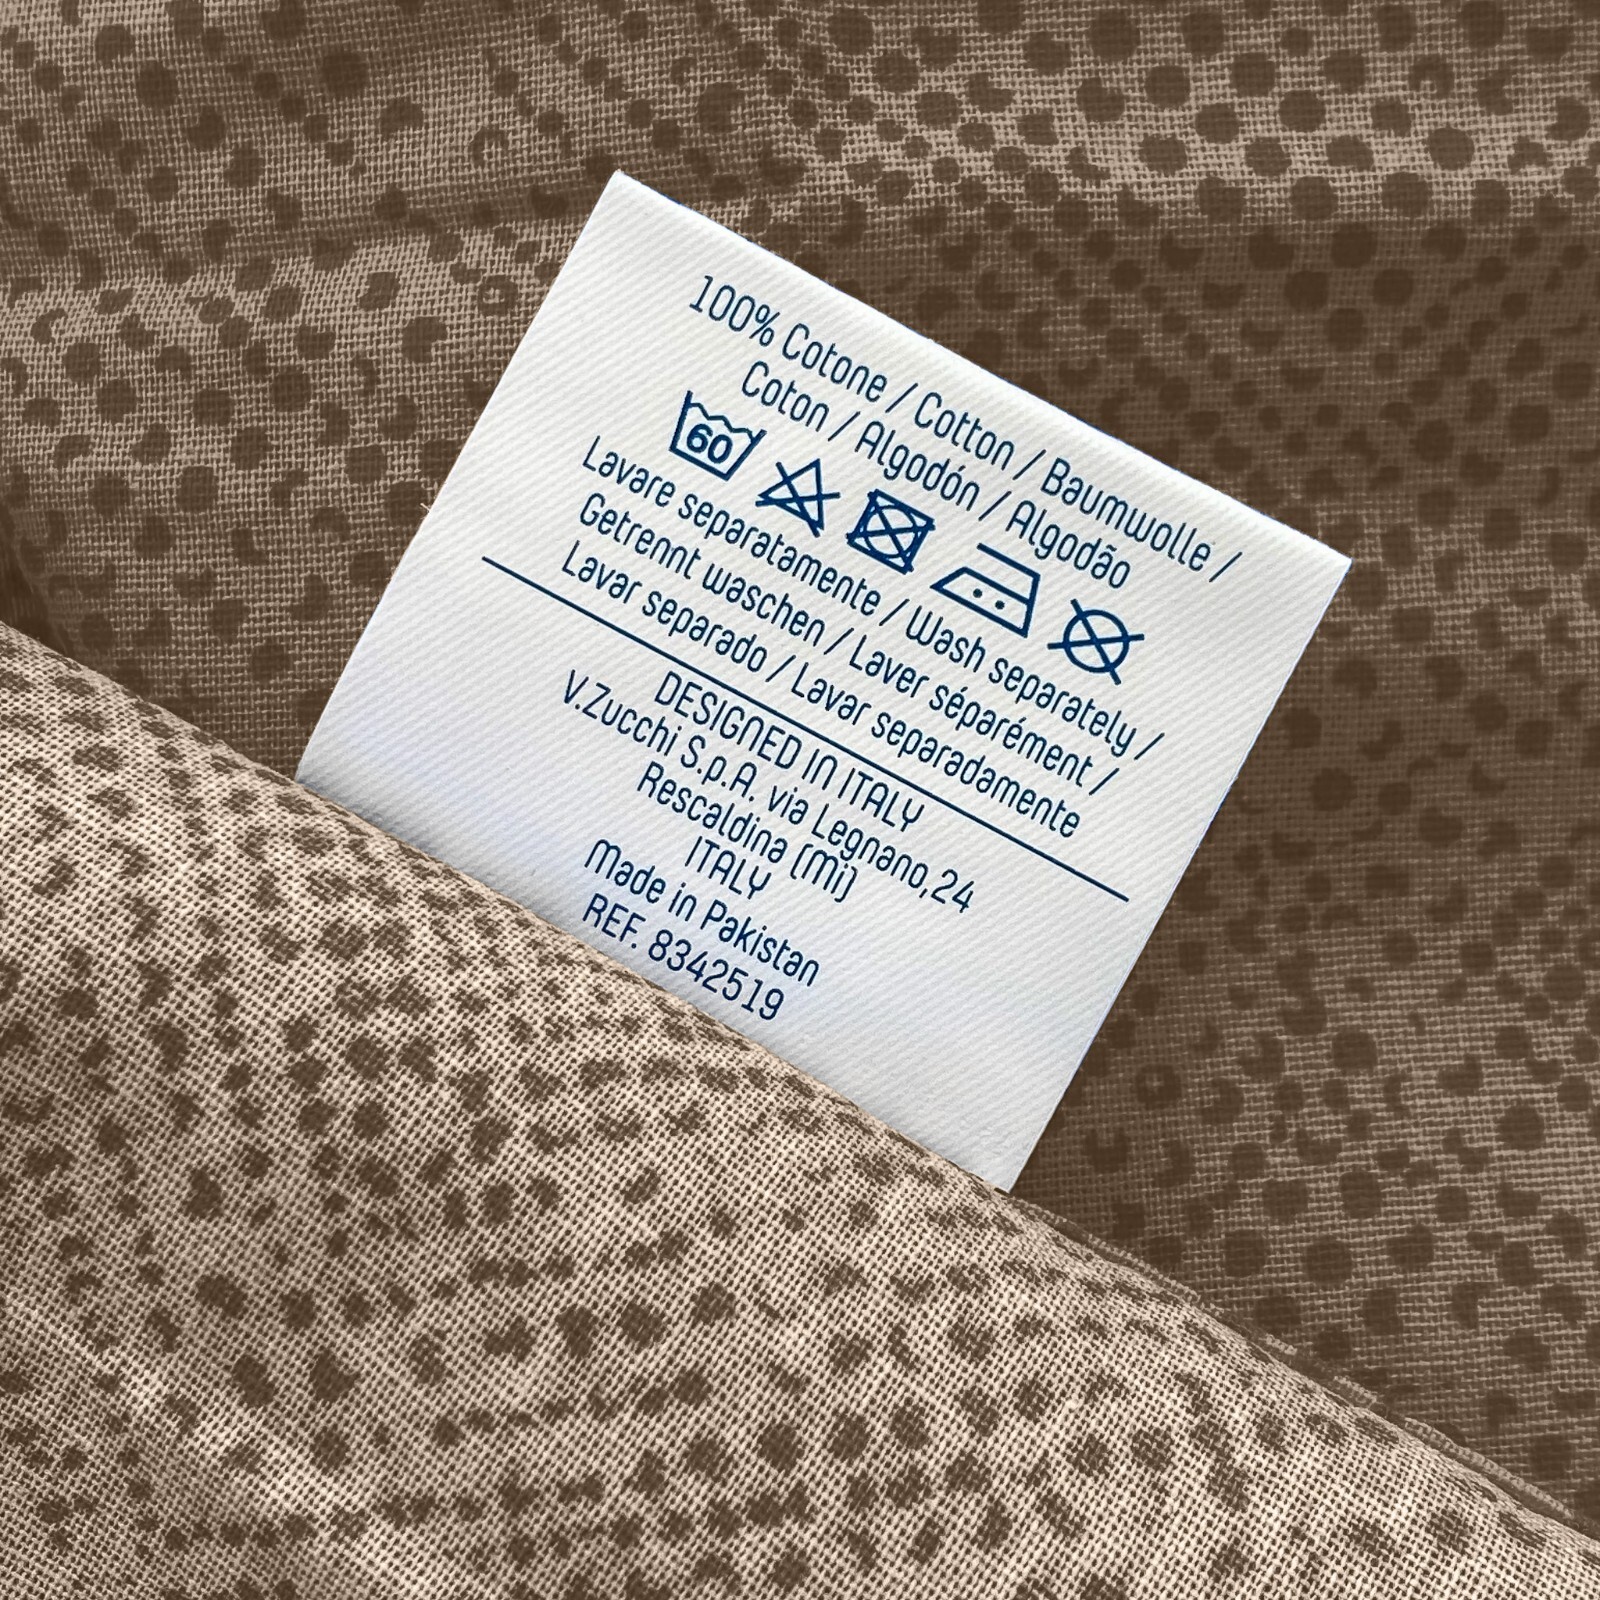 100% Cotone / Cotton / Baumwolle /
Coton / Algodón / Algodão
60
Lavare separatamente / Wash separately /
Getrennt waschen / Laver séparément /
Lavar separado / Lavar separadamente
DESIGNED IN ITALY
V.Zucchi S.p.A. via Legnano,24
Rescaldina (Mi)
ITALY
Made in Pakistan
REF. 8342519